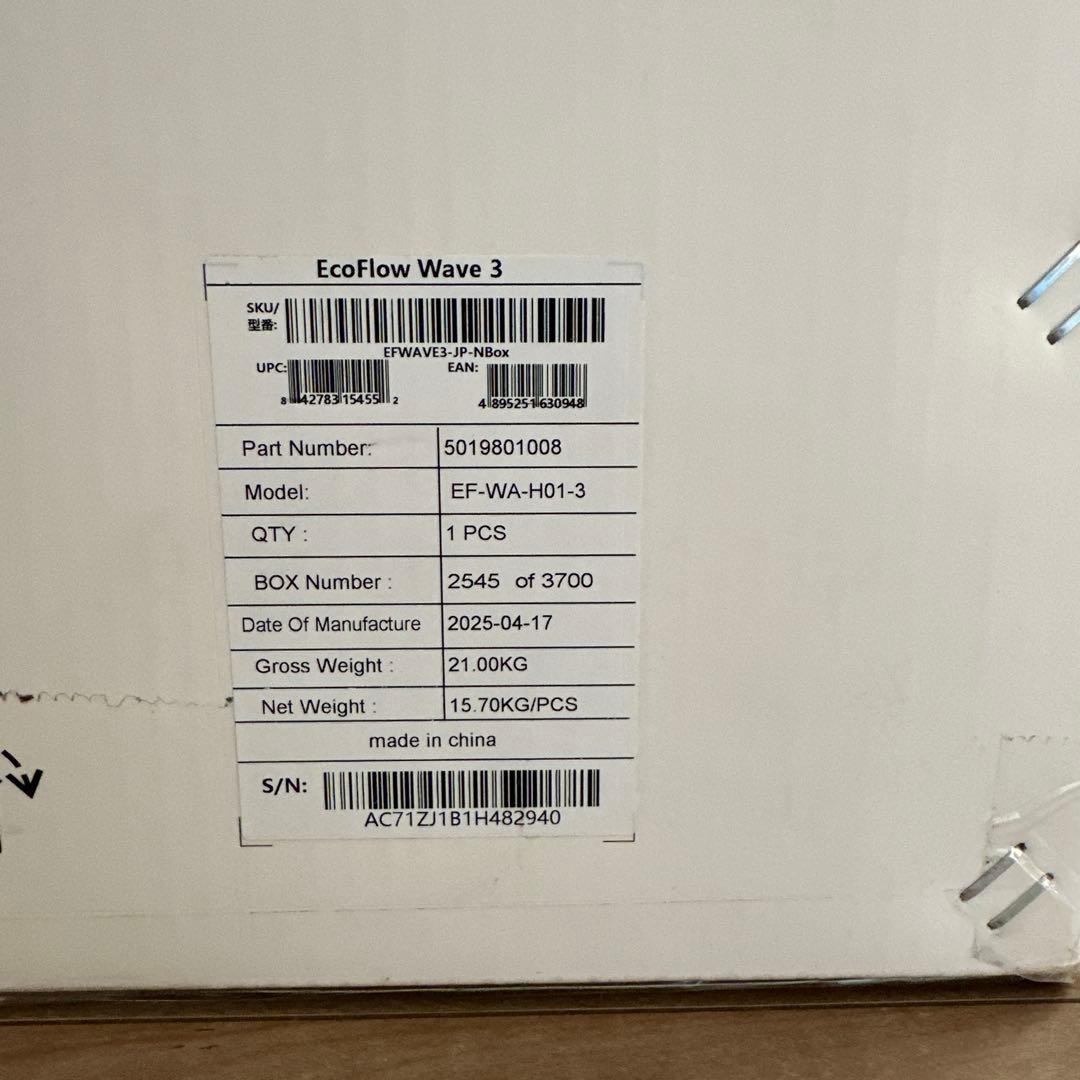 EcoFlow Wave 3
SKU/
型番:
EFWAVE3-JP-NBox
UPC:
8 42783 15455 2
EAN:
4 895251 630948
Part Number: 5019801008
Model: EF-WA-H01-3
QTY : 1 PCS
BOX Number : 2545 of 3700
Date Of Manufacture 2025-04-17
Gross Weight : 21.00KG
Net Weight : 15.70KG/PCS
made in china
S/N:
AC71ZJ1B1H482940